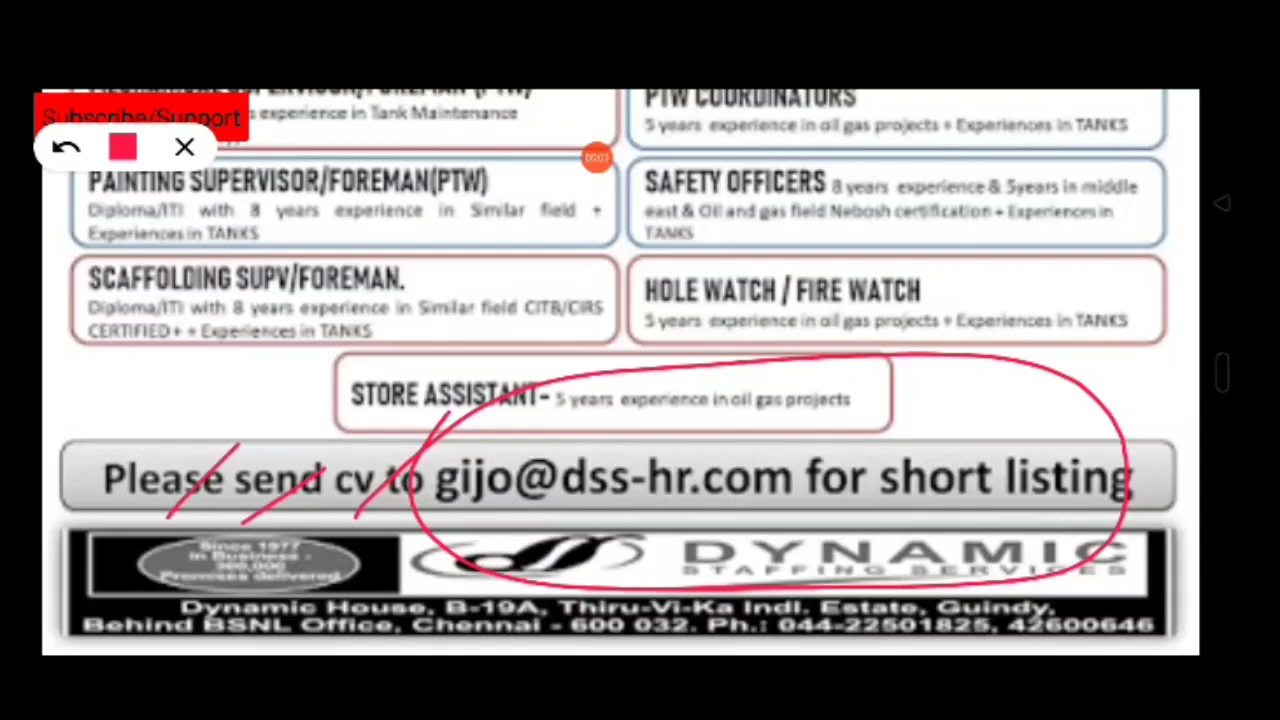 Subscribe/Support
SUPERVISOR/FOREMAN (PTW)
s experience in Tank Maintenance
PTW COORDINATORS
5 years experience in oil gas projects + Experiences in TANKS
00:01
PAINTING SUPERVISOR/FOREMAN(PTW)
Diploma/ITI with 8 years experience in Similar field +
Experiences in TANKS
SAFETY OFFICERS 8 years experience & 5years in middle
east & Oil and gas field Nebosh certification + Experiences in
TANKS
SCAFFOLDING SUPV/FOREMAN.
Diploma/ITI with 8 years experience in Similar field CITB/CIRS
CERTIFIED+ + Experiences in TANKS
HOLE WATCH / FIRE WATCH
5 years experience in oil gas projects + Experiences in TANKS
STORE ASSISTANT- 5 years experience in oil gas projects
Please send cv to gijo@dss-hr.com for short listing
Since 1977
in Business -
Promises delivered
DYNAMIC
STAFFING SERVICES
Dynamic House, B-19A, Thiru-Vi-Ka Indl. Estate, Guindy,
Behind BSNL Office, Chennai - 600 032. Ph.: 044-22501825, 42600646